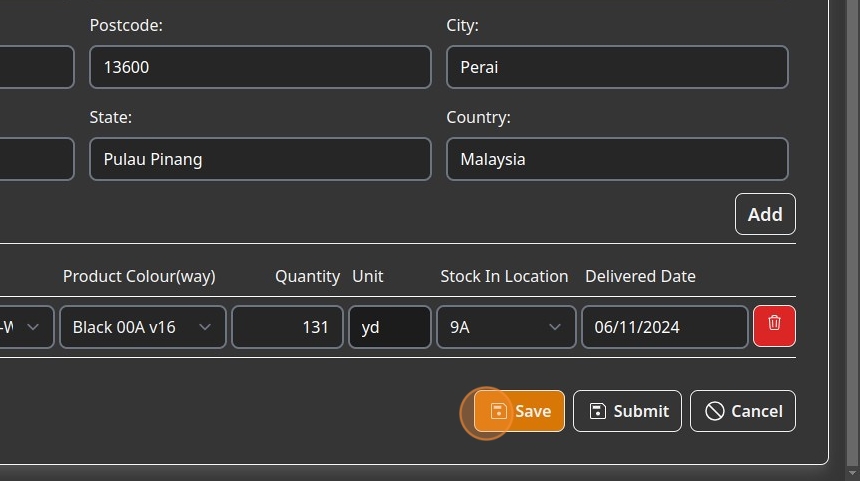 Postcode: City:
13600 Perai
State: Country:
Pulau Pinang Malaysia
Add
Product Colour(way) Quantity Unit Stock In Location Delivered Date
Black 00A v16 131 yd 9A 06/11/2024
Save Submit Cancel